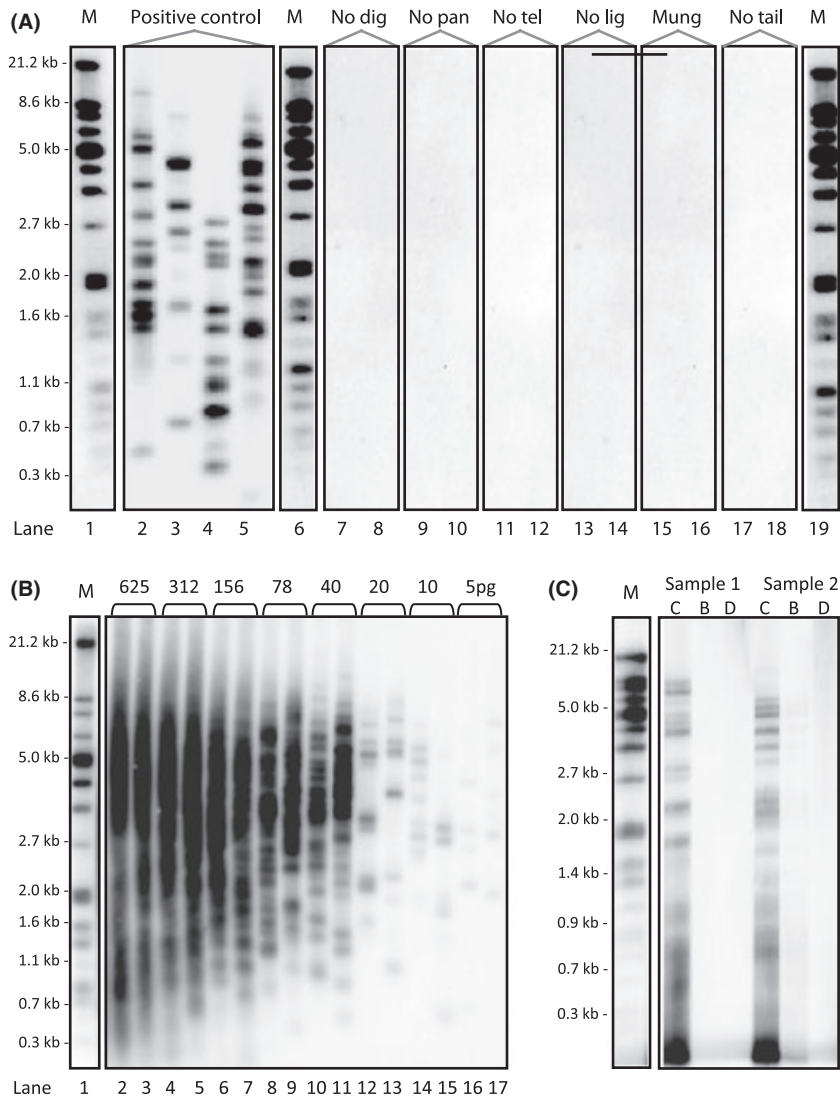 (A) M Positive control M No dig No pan No tel No lig Mung No tail M
21.2 kb -
8.6 kb -
5.0 kb -
2.7 kb -
2.0 kb -
1.6 kb -
1.1 kb -
0.7 kb -
0.3 kb -
Lane 1 2 3 4 5 6 7 8 9 10 11 12 13 14 15 16 17 18 19
(B) M 625 312 156 78 40 20 10 5pg
21.2 kb -
8.6 kb -
5.0 kb -
2.7 kb -
2.0 kb -
1.6 kb -
1.1 kb -
0.7 kb -
0.3 kb -
Lane 1 2 3 4 5 6 7 8 9 10 11 12 13 14 15 16 17
(C) M Sample 1 Sample 2
C B D C B D
21.2 kb -
5.0 kb -
2.7 kb -
2.0 kb -
1.4 kb -
0.9 kb -
0.7 kb -
0.3 kb -